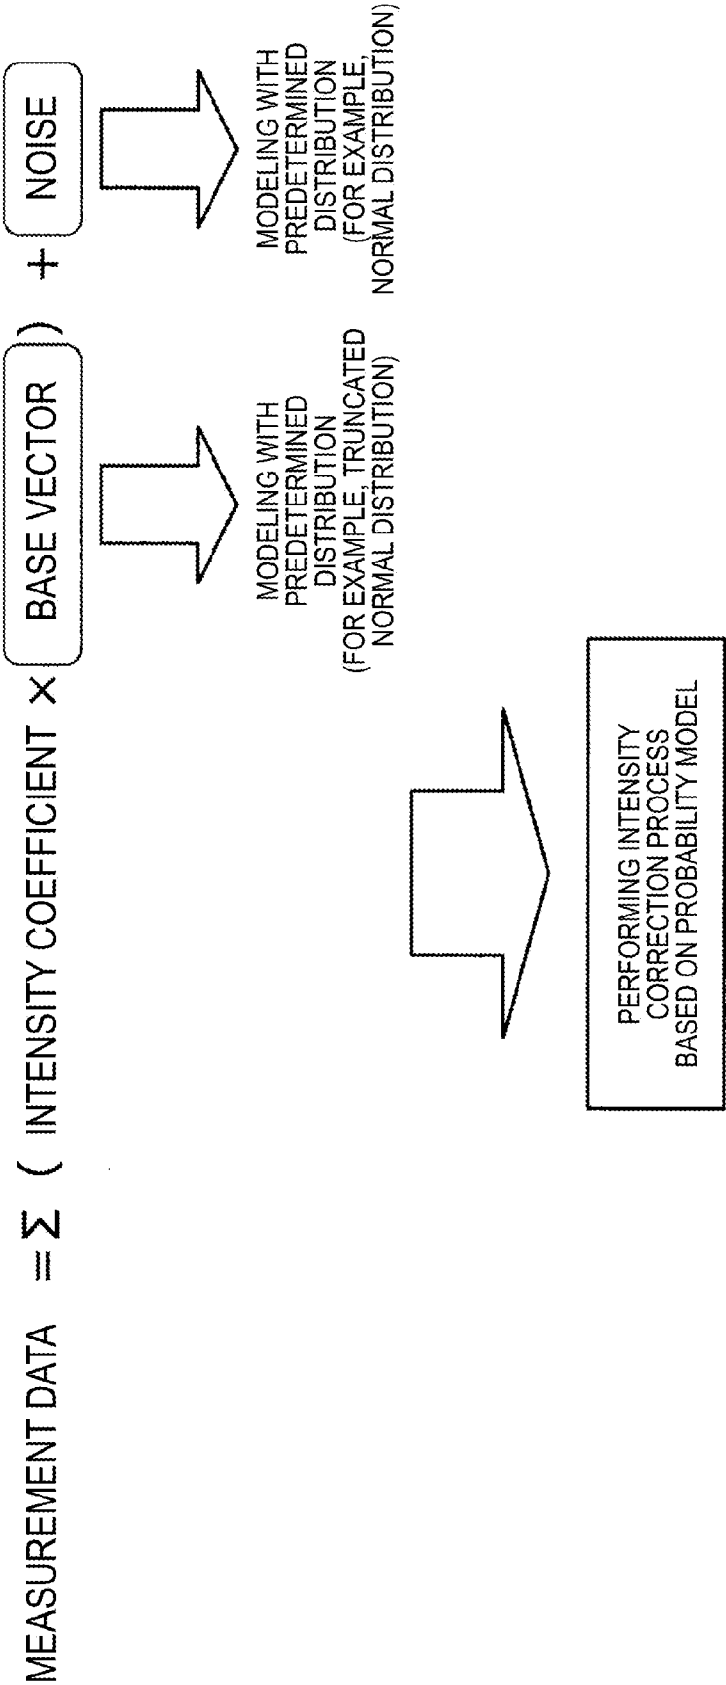 MEASUREMENT DATA = Σ ( INTENSITY COEFFICIENT × BASE VECTOR ) + NOISE
MODELING WITH
PREDETERMINED
DISTRIBUTION
(FOR EXAMPLE, TRUNCATED
NORMAL DISTRIBUTION)
MODELING WITH
PREDETERMINED
DISTRIBUTION
(FOR EXAMPLE,
NORMAL DISTRIBUTION)
PERFORMING INTENSITY
CORRECTION PROCESS
BASED ON PROBABILITY MODEL